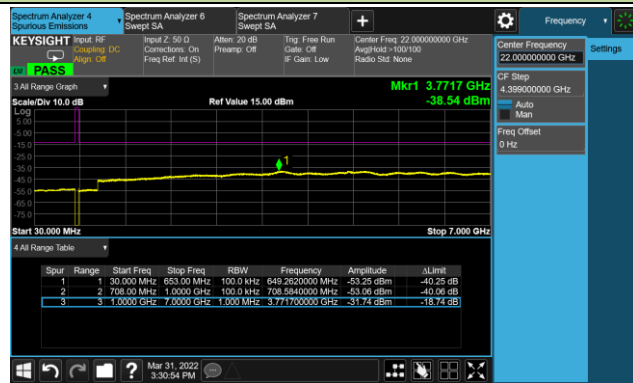 Spectrum Analyzer 4
Spurious Emissions
Spectrum Analyzer 6
Swept SA
Spectrum Analyzer 7
Swept SA
+
Frequency
KEYSIGHT
Input: RF
Coupling: DC
Align: Off
Input Z: 50 Ω
Corrections: On
Freq Ref: Int (S)
Atten: 20 dB
Preamp: Off
Trig: Free Run
Gate: Off
IF Gain: Low
Center Freq: 22.000000000 GHz
Avg|Hold:>100/100
Radio Std: None
LM PASS
Center Frequency
22.000000000 GHz
Settings
CF Step
4.399000000 GHz
Auto
Man
Freq Offset
0 Hz
3 All Range Graph
Mkr1 3.7717 GHz
Scale/Div 10.0 dB
Ref Value 15.00 dBm
-38.54 dBm
Log
5.00
-5.00
-15.0
-25.0
-35.0
-45.0
-55.0
-65.0
-75.0
1
Start 30.000 MHz
Stop 7.000 GHz
4 All Range Table
Spur Range Start Freq Stop Freq RBW Frequency Amplitude ΔLimit
1 1 30.000 MHz 653.00 MHz 100.0 kHz 649.2620000 MHz -53.25 dBm -40.25 dB
2 2 708.00 MHz 1.0000 GHz 100.0 kHz 708.5840000 MHz -53.06 dBm -40.06 dB
3 3 1.0000 GHz 7.0000 GHz 1.000 MHz 3.771700000 GHz -31.74 dBm -18.74 dB
?
Mar 31, 2022
3:30:54 PM